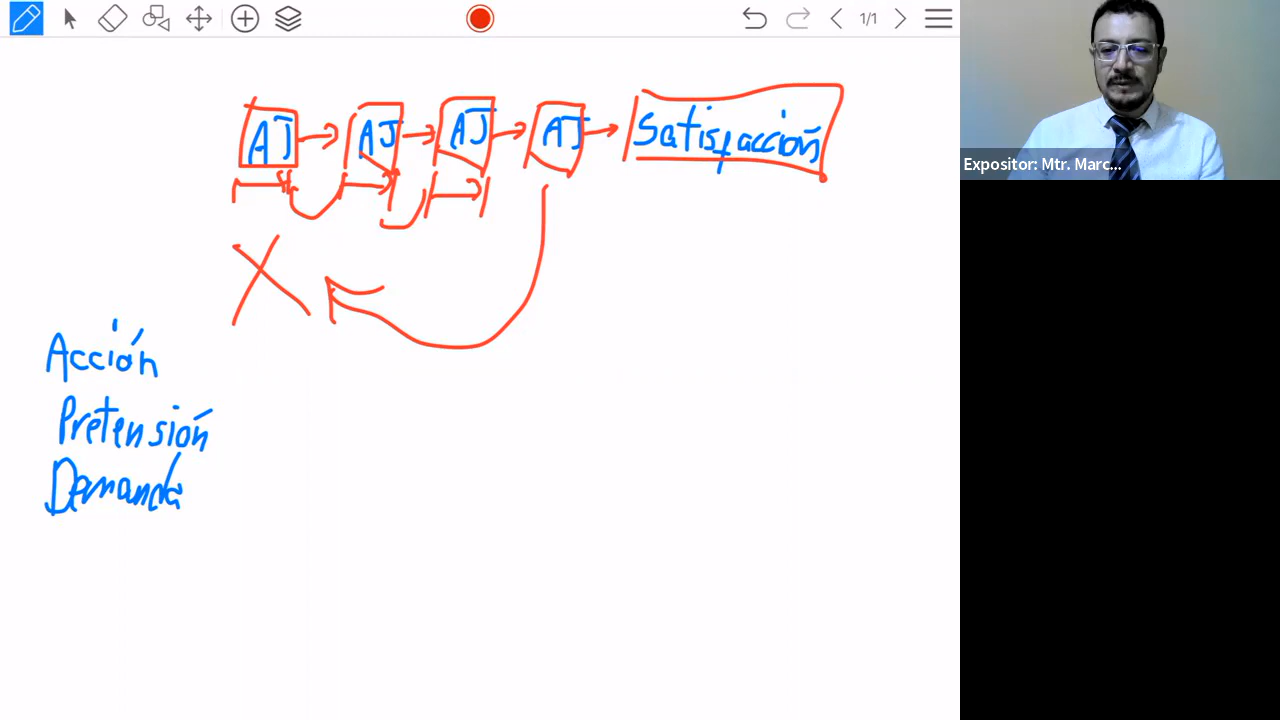 1/1
AJ AJ AJ AJ Satisfacción
Expositor: Mtr. Marc...
Acción
Pretensión
Demanda